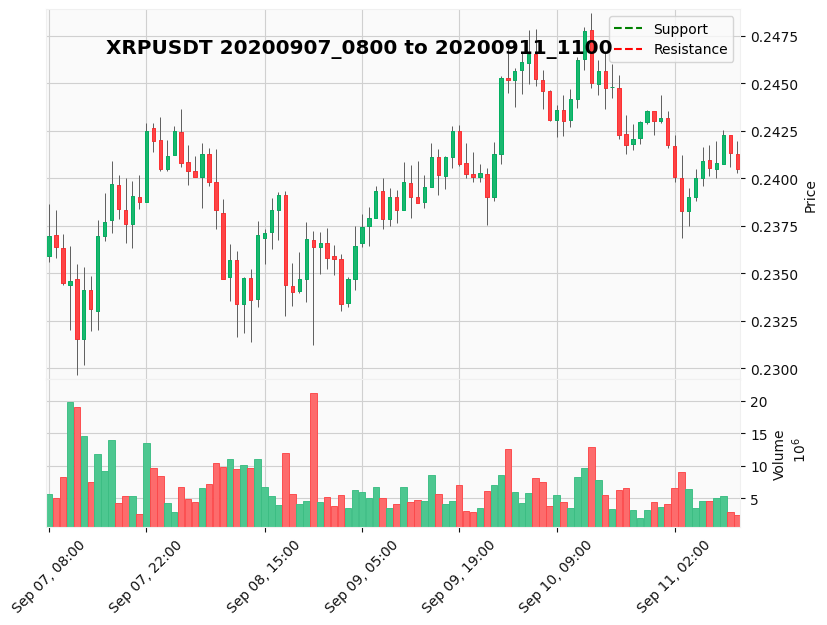 XRPUSDT 20200907_0800 to 20200911_1100
Support
Resistance
0.2475
0.2450
0.2425
0.2400
0.2375
0.2350
0.2325
0.2300
Price
20
15
10
5
Volume
10^6
Sep 07, 08:00
Sep 07, 22:00
Sep 08, 15:00
Sep 09, 05:00
Sep 09, 19:00
Sep 10, 09:00
Sep 11, 02:00